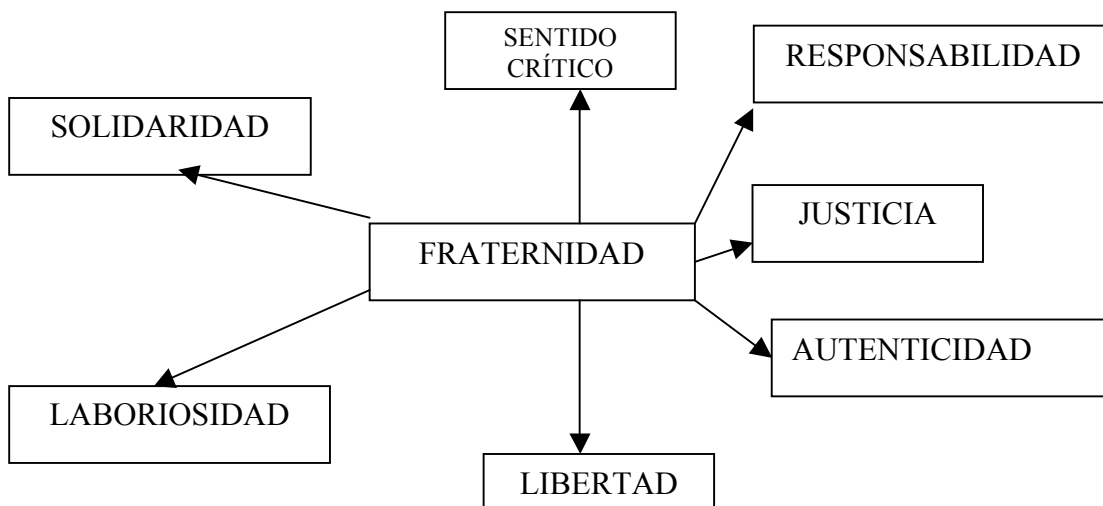 SENTIDO
CRÍTICO
RESPONSABILIDAD
SOLIDARIDAD
JUSTICIA
FRATERNIDAD
AUTENTICIDAD
LABORIOSIDAD
LIBERTAD